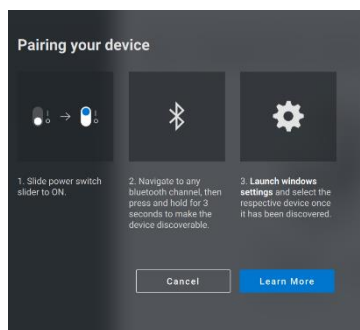 Pairing your device
1. Slide power switch
slider to ON.
2. Navigate to any
bluetooth channel, then
press and hold for 3
seconds to make the
device discoverable.
3. Launch windows
settings and select the
respective device once
it has been discovered.
Cancel
Learn More